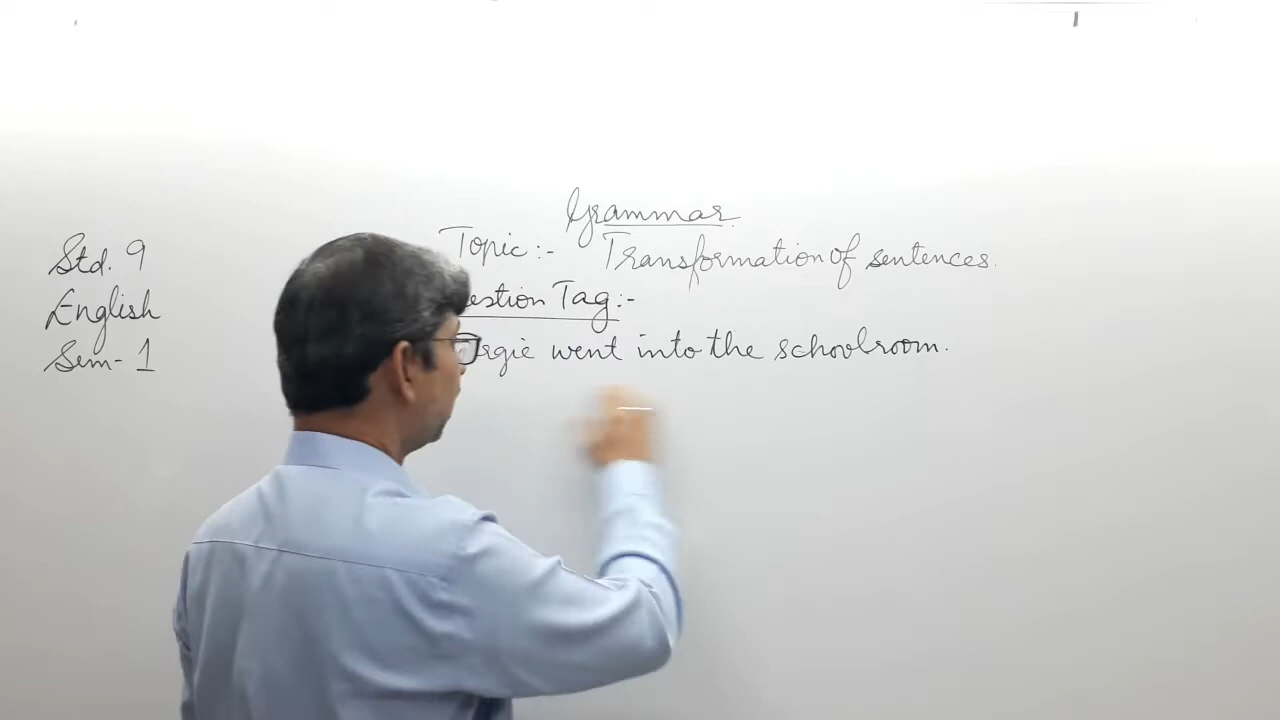 Grammar.
Std. 9
Topic:- Transformation of sentences.
English
Tag:-
Sem- 1
went into the schoolroom.